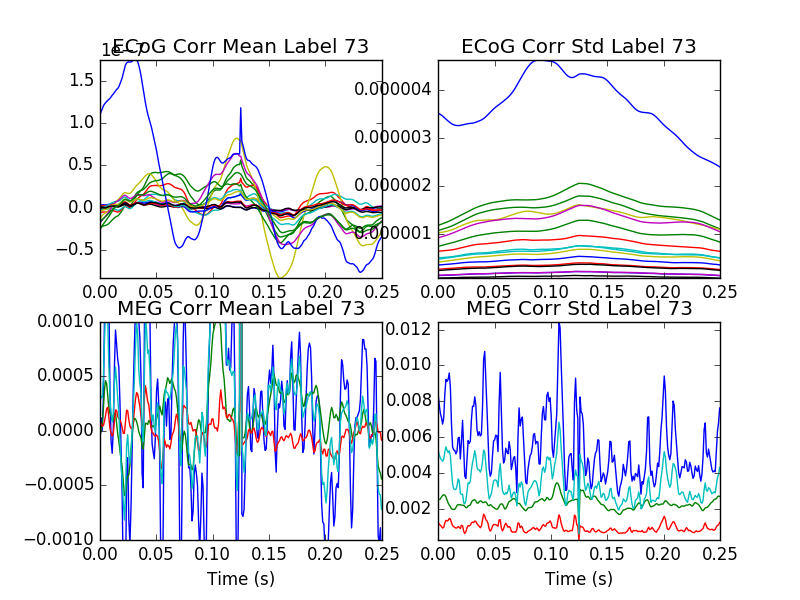 ECoG Corr Mean Label 73
1e−7
1.5
1.0
0.5
0.0
−0.5
0.00 0.05 0.10 0.15 0.20 0.25
ECoG Corr Std Label 73
0.000004
0.000003
0.000002
0.000001
0.00 0.05 0.10 0.15 0.20 0.25
MEG Corr Mean Label 73
0.0010
0.0005
0.0000
−0.0005
−0.0010
0.00 0.05 0.10 0.15 0.20 0.25
Time (s)
MEG Corr Std Label 73
0.012
0.010
0.008
0.006
0.004
0.002
0.00 0.05 0.10 0.15 0.20 0.25
Time (s)